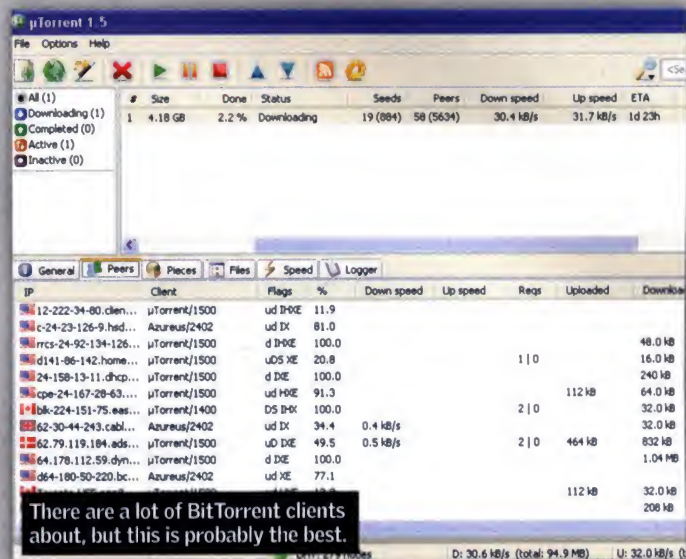 µTorrent 1.5
File Options Help
All (1)
Downloading (1)
Completed (0)
Active (1)
Inactive (0)
# Size Done Status Seeds Peers Down speed Up speed ETA
1 4.18 GB 2.2 % Downloading 19 (884) 58 (5634) 30.4 kB/s 31.7 kB/s 1d 23h
General Peers Pieces Files Speed Logger
IP Client Flags % Down speed Up speed Reqs Uploaded
12-222-34-80.clien... µTorrent/1500 ud IHXE 11.9
c-24-23-126-9.hsd... Azureus/2402 ud IX 81.0
rrcs-24-92-134-126... µTorrent/1500 d IHXE 100.0 48.0 kB
d141-86-142.home... µTorrent/1500 uDS XE 20.8 1 | 0 16.0 kB
24-158-13-11.dhcp... µTorrent/1500 d IXE 100.0 240 kB
cpe-24-167-28-63.... µTorrent/1500 ud HXE 91.3 112 kB 64.0 kB
blk-224-151-75.eas... µTorrent/1400 DS IHX 100.0 2 | 0 32.0 kB
62-30-44-243.cabl... Azureus/2402 ud IX 34.4 0.4 kB/s 32.0 kB
62.79.119.184.ads... µTorrent/1500 uD IXE 49.5 0.5 kB/s 2 | 0 464 kB 832 kB
64.178.112.59.dyn... µTorrent/1500 d IXE 100.0 1.04 MB
d64-180-50-220.bc... Azureus/2402 ud XE 77.1
112 kB 32.0 kB
208 kB
There are a lot of BitTorrent clients
about, but this is probably the best.
D: 30.6 kB/s (total: 94.9 MB) U: 32.0 kB/s